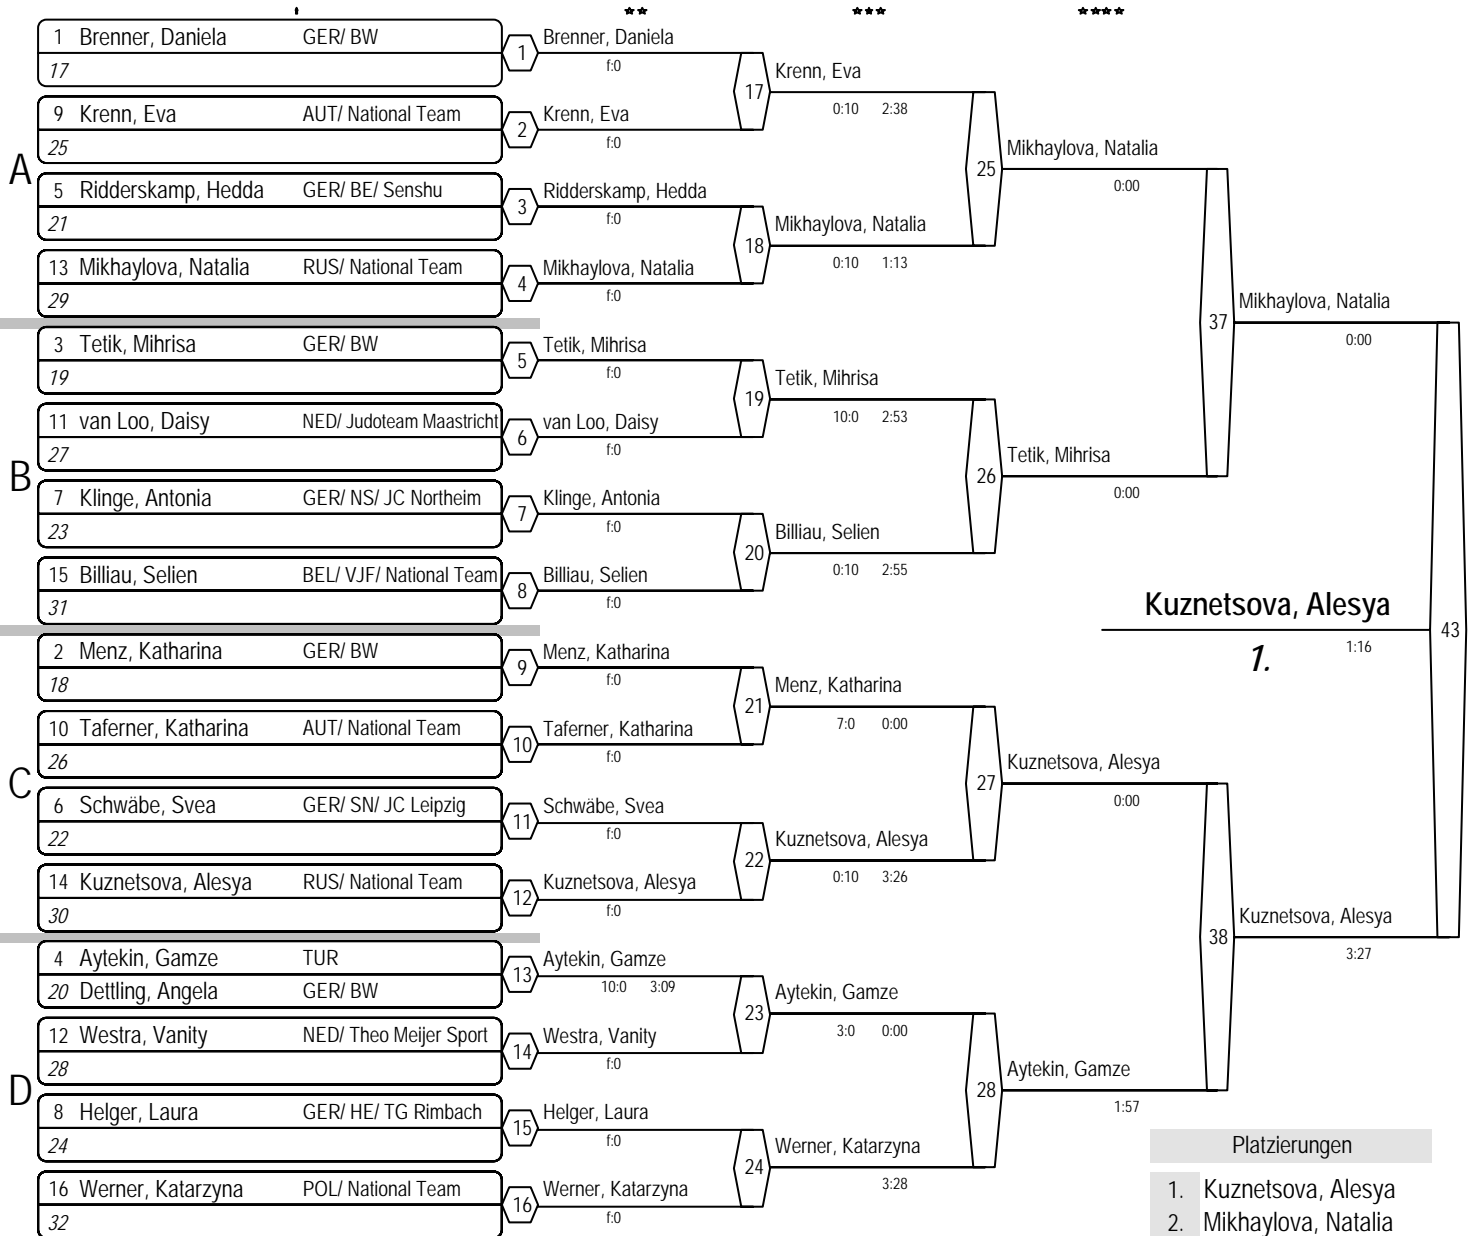 ** *** ****
1 Brenner, Daniela GER/ BW
17
9 Krenn, Eva AUT/ National Team
25
A
5 Ridderskamp, Hedda GER/ BE/ Senshu
21
13 Mikhaylova, Natalia RUS/ National Team
29
3 Tetik, Mihrisa GER/ BW
19
11 van Loo, Daisy NED/ Judoteam Maastricht
27
B
7 Klinge, Antonia GER/ NS/ JC Northeim
23
15 Billiau, Selien BEL/ VJF/ National Team
31
2 Menz, Katharina GER/ BW
18
10 Taferner, Katharina AUT/ National Team
26
C
6 Schwäbe, Svea GER/ SN/ JC Leipzig
22
14 Kuznetsova, Alesya RUS/ National Team
30
4 Aytekin, Gamze TUR
20 Dettling, Angela GER/ BW
12 Westra, Vanity NED/ Theo Meijer Sport
28
D
8 Helger, Laura GER/ HE/ TG Rimbach
24
16 Werner, Katarzyna POL/ National Team
32
1 Brenner, Daniela
f:0
2 Krenn, Eva
f:0
3 Ridderskamp, Hedda
f:0
4 Mikhaylova, Natalia
f:0
5 Tetik, Mihrisa
f:0
6 van Loo, Daisy
f:0
7 Klinge, Antonia
f:0
8 Billiau, Selien
f:0
9 Menz, Katharina
f:0
10 Taferner, Katharina
f:0
11 Schwäbe, Svea
f:0
12 Kuznetsova, Alesya
f:0
13 Aytekin, Gamze
10:0 3:09
14 Westra, Vanity
f:0
15 Helger, Laura
f:0
16 Werner, Katarzyna
f:0
17 Krenn, Eva
0:10 2:38
18 Mikhaylova, Natalia
0:10 1:13
19 Tetik, Mihrisa
10:0 2:53
20 Billiau, Selien
0:10 2:55
21 Menz, Katharina
7:0 0:00
22 Kuznetsova, Alesya
0:10 3:26
23 Aytekin, Gamze
3:0 0:00
24 Werner, Katarzyna
3:28
25 Mikhaylova, Natalia
0:00
26 Tetik, Mihrisa
0:00
27 Kuznetsova, Alesya
0:00
28 Aytekin, Gamze
1:57
37 Mikhaylova, Natalia
0:00
38 Kuznetsova, Alesya
3:27
Kuznetsova, Alesya 43
1. 1:16
Platzierungen
1. Kuznetsova, Alesya
2. Mikhaylova, Natalia